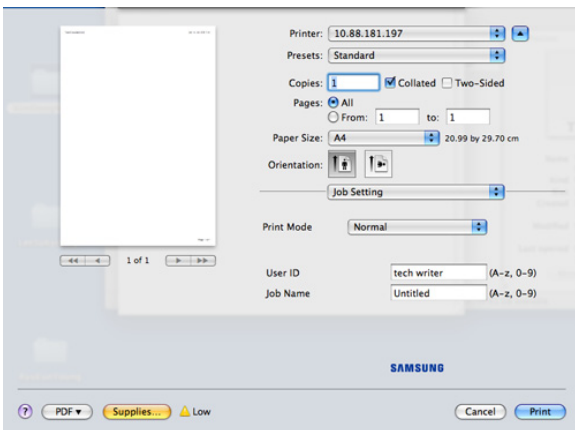 Printer: 10.88.181.197
Presets: Standard
Copies: 1 Collated Two-Sided
Pages: All
From: 1 to: 1
Paper Size: A4 20.99 by 29.70 cm
Orientation:
Job Setting
Print Mode Normal
1 of 1
User ID tech writer (A-z, 0-9)
Job Name Untitled (A-z, 0-9)
SAMSUNG
? PDF Supplies... Low Cancel Print